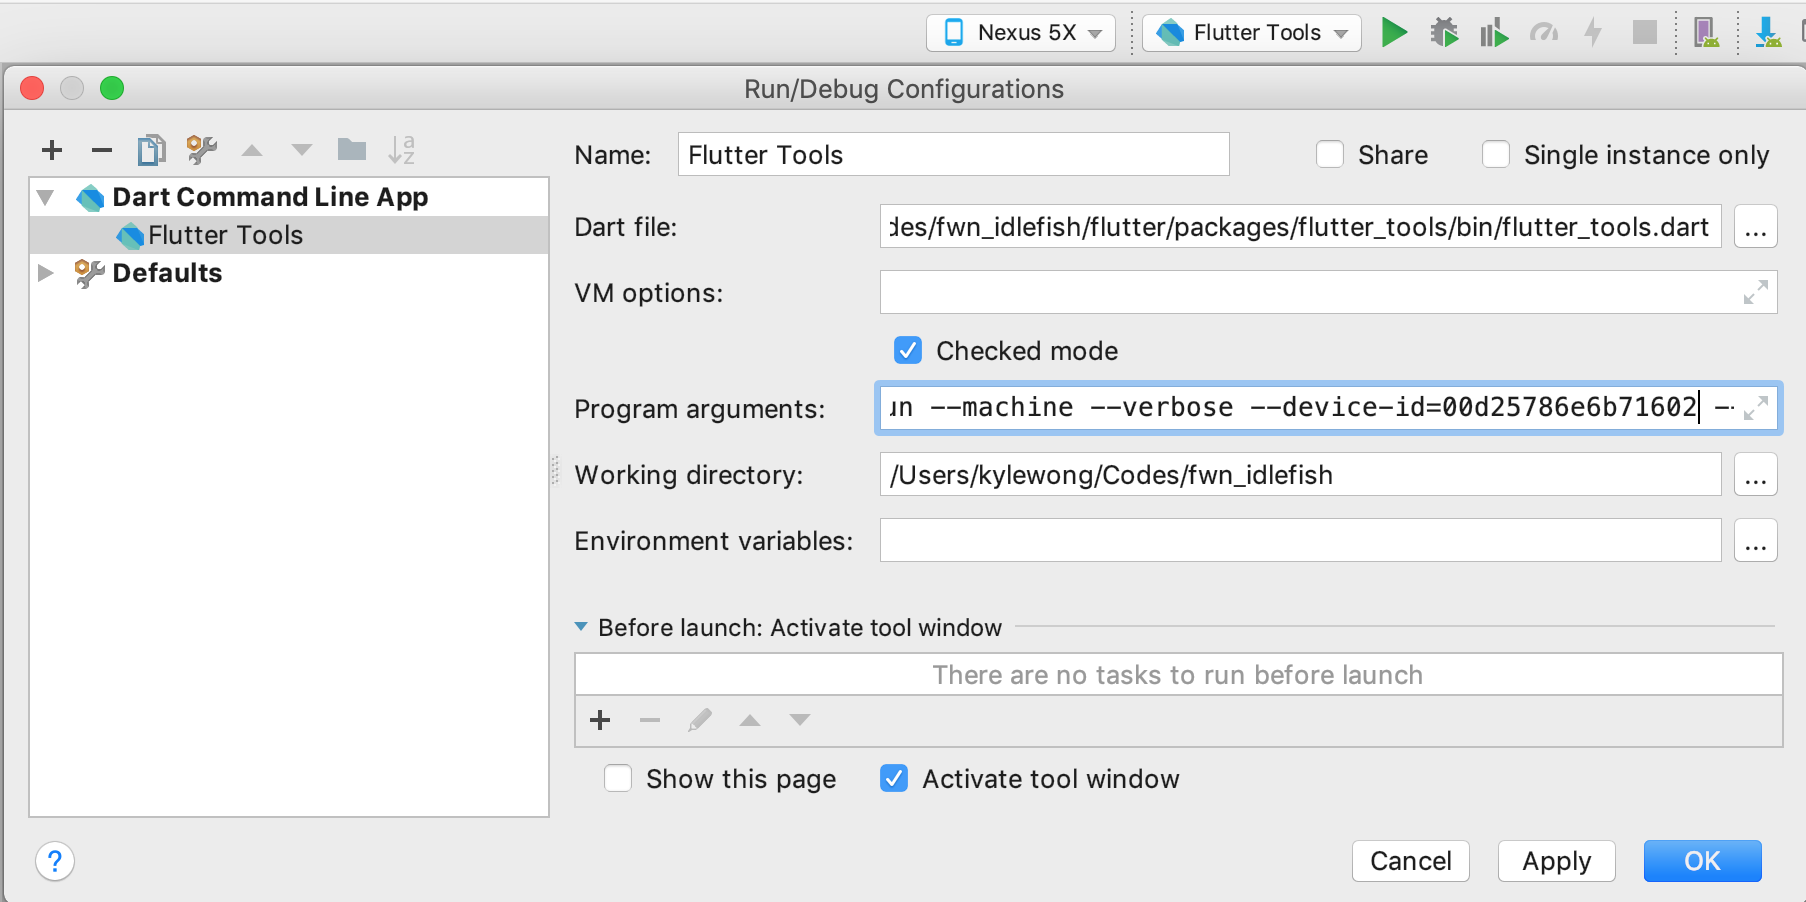 Nexus 5X
Flutter Tools
Run/Debug Configurations
Dart Command Line App
Flutter Tools
Defaults
Name: Flutter Tools
Share
Single instance only
Dart file: des/fwn_idlefish/flutter/packages/flutter_tools/bin/flutter_tools.dart ...
VM options:
Checked mode
Program arguments: un --machine --verbose --device-id=00d25786e6b71602 --
Working directory: /Users/kylewong/Codes/fwn_idlefish ...
Environment variables: ...
Before launch: Activate tool window
There are no tasks to run before launch
Show this page
Activate tool window
? Cancel Apply OK